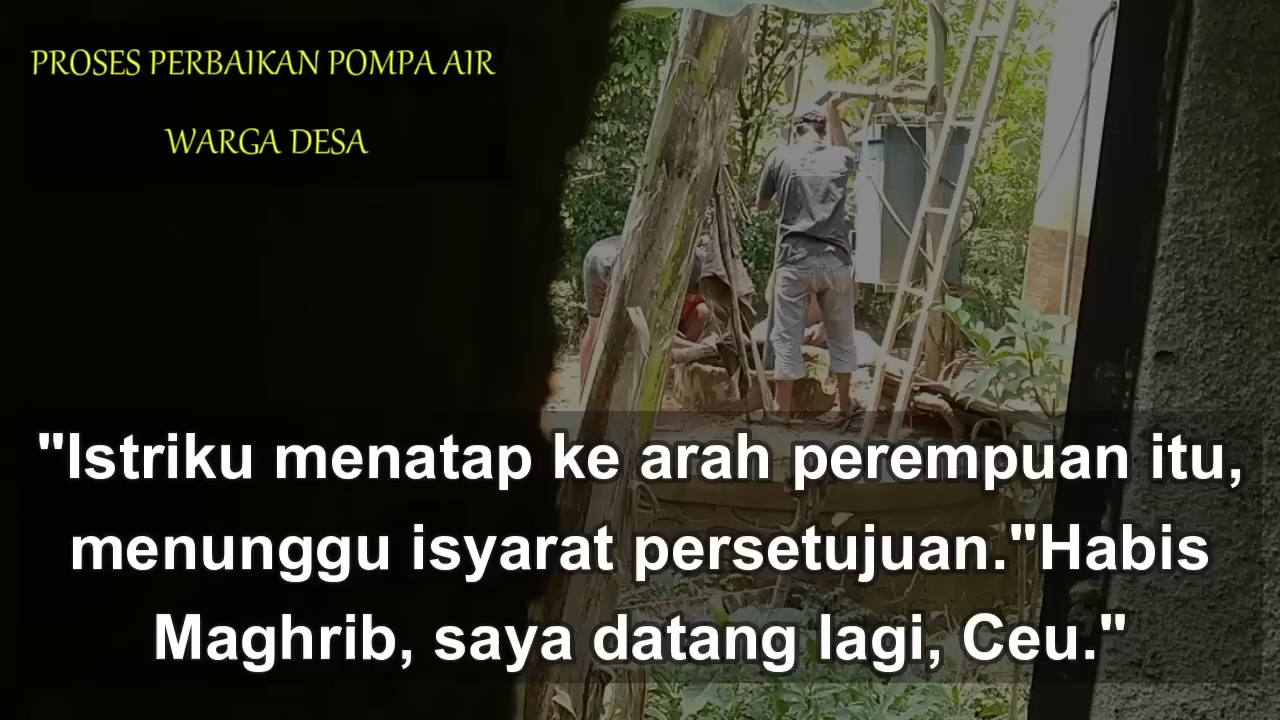 PROSES PERBAIKAN POMPA AIR
WARGA DESA
"Istriku menatap ke arah perempuan itu,
menunggu isyarat persetujuan."Habis
Maghrib, saya datang lagi, Ceu."